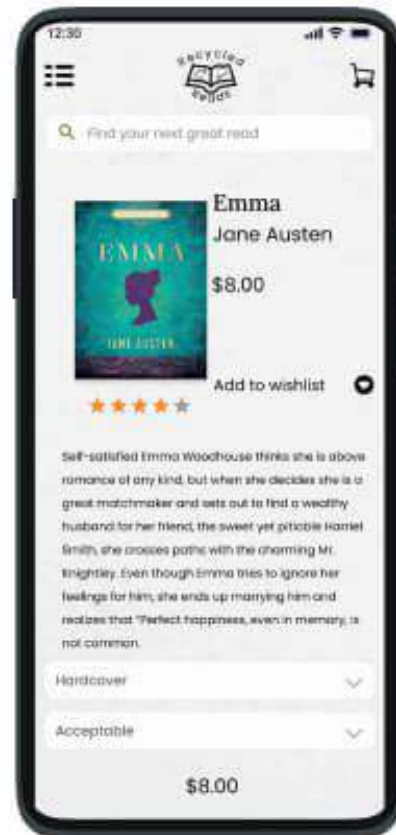 12:30
Recycled
Reads
Find your next great read
Emma
Jane Austen
$8.00
EMMA
JANE AUSTEN
Add to wishlist
Self-satisfied Emma Woodhouse thinks she is above
romance of any kind, but when she decides she is a
great matchmaker and sets out to find a wealthy
husband for her friend, the sweet yet pitiable Harriet
Smith, she crosses paths with the charming Mr.
Knightley. Even though Emma tries to ignore her
feelings for him, she ends up marrying him and
realizes that "Perfect happiness, even in memory, is
not common.
Hardcover
Acceptable
$8.00